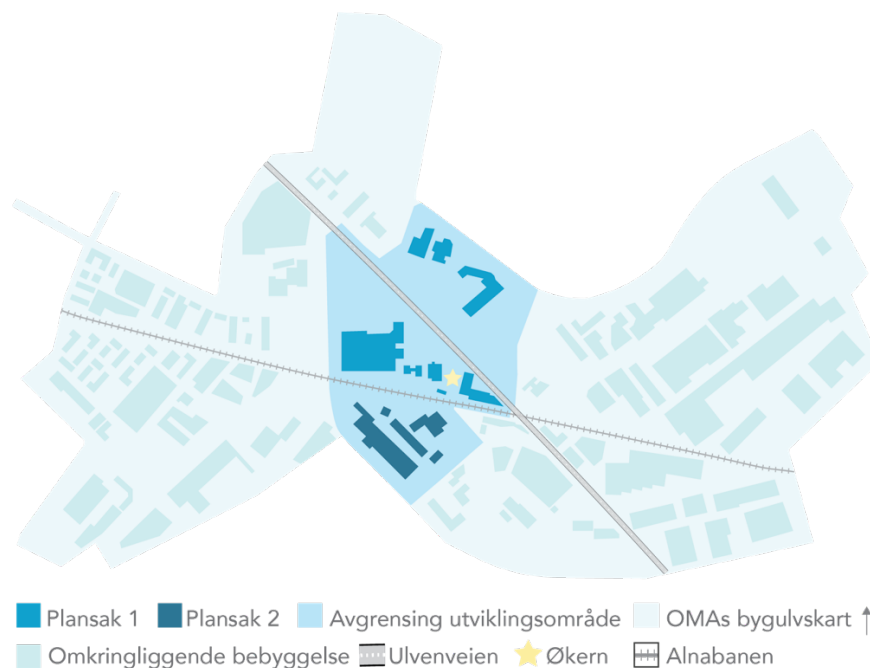 Plansak 1 Plansak 2 Avgrensing utviklingsområde OMAs bygulvskart
Omkringliggende bebyggelse Ulvenveien Økern Alnabanen